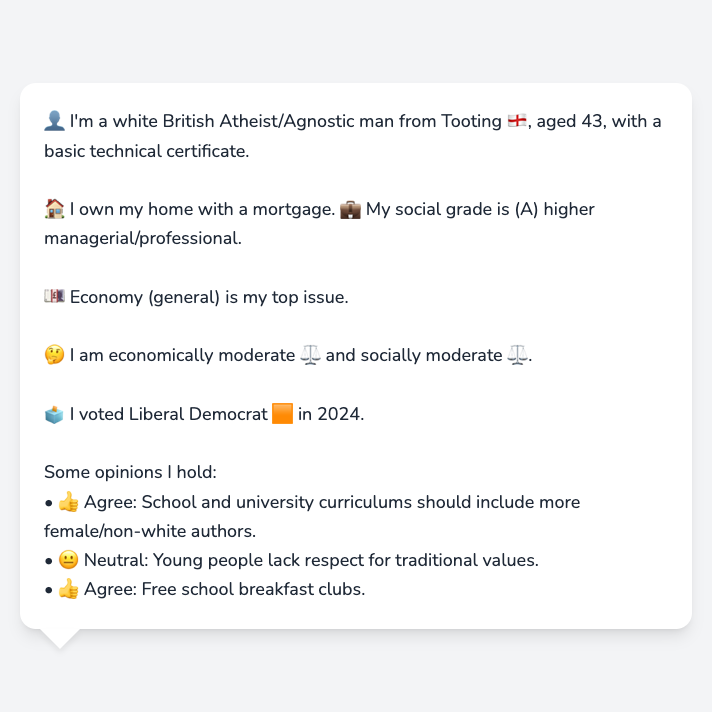 👤 I'm a white British Atheist/Agnostic man from Tooting 🏴󠁧󠁢󠁥󠁮󠁧󠁿, aged 43, with a
basic technical certificate.
🏠 I own my home with a mortgage. 💼 My social grade is (A) higher
managerial/professional.
💷 Economy (general) is my top issue.
🤔 I am economically moderate ⚖️ and socially moderate ⚖️.
🗳️ I voted Liberal Democrat 🟧 in 2024.
Some opinions I hold:
• 👍 Agree: School and university curriculums should include more
female/non-white authors.
• 😐 Neutral: Young people lack respect for traditional values.
• 👍 Agree: Free school breakfast clubs.